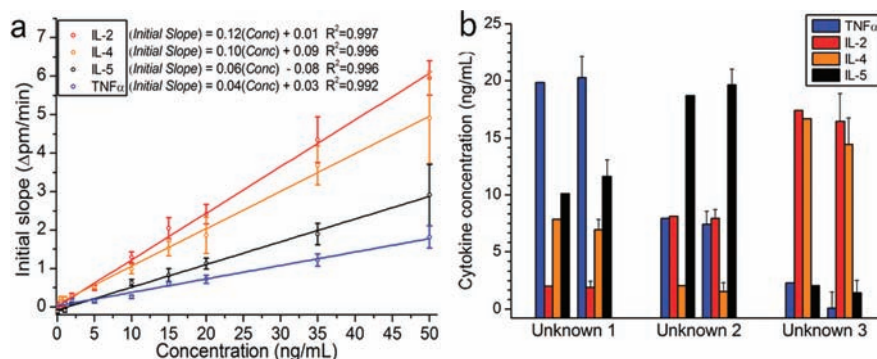 a
IL-2 (Initial Slope) = 0.12(Conc) + 0.01 R²=0.997
IL-4 (Initial Slope) = 0.10(Conc) + 0.09 R²=0.996
IL-5 (Initial Slope) = 0.06(Conc) - 0.08 R²=0.996
TNFα (Initial Slope) = 0.04(Conc) + 0.03 R²=0.992
Initial slope (Δpm/min)
7
6
5
4
3
2
1
0
0 5 10 15 20 25 30 35 40 45 50
Concentration (ng/mL)
b
TNFα
IL-2
IL-4
IL-5
Cytokine concentration (ng/mL)
25
20
15
10
5
0
Unknown 1 Unknown 2 Unknown 3